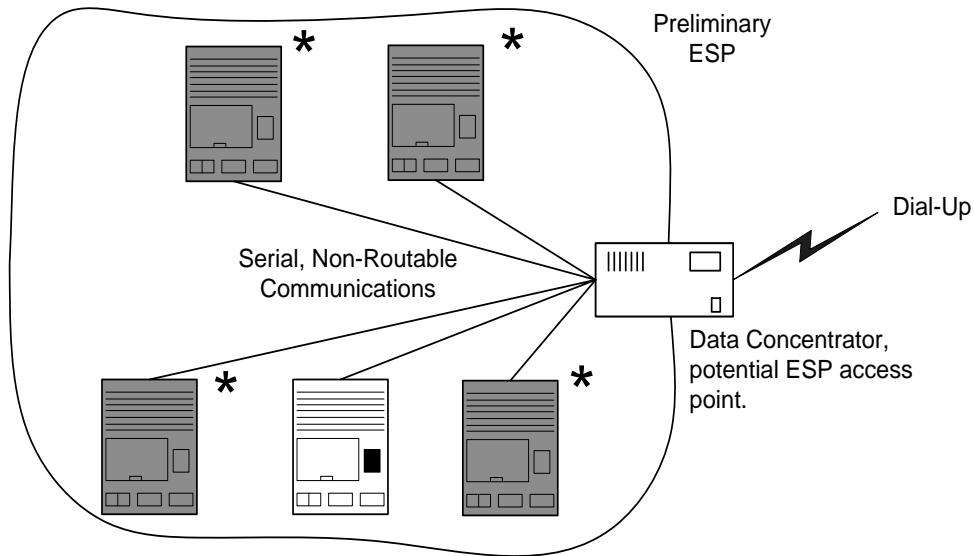 *
*
Preliminary
ESP
Dial-Up
Serial, Non-Routable
Communications
Data Concentrator,
potential ESP access
point.
*
*